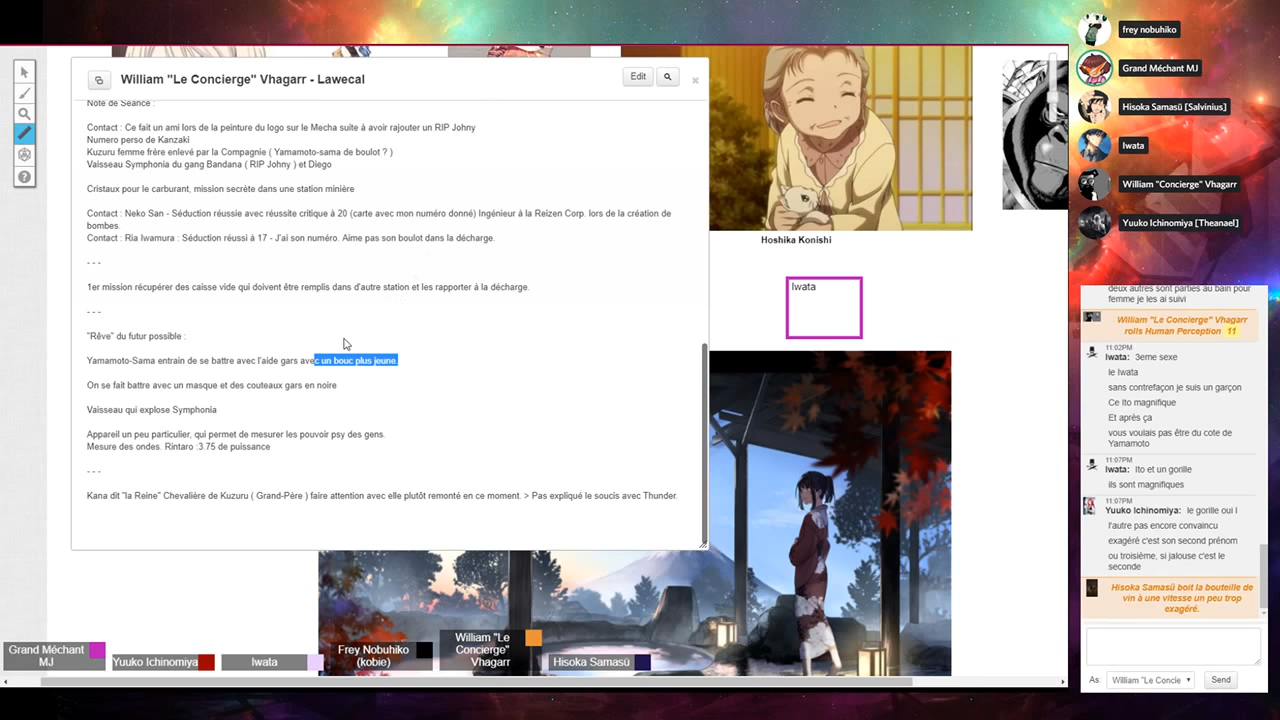 William "Le Concierge" Vhagarr - Lawecal
Edit
Note de Séance :
Contact : Ce fait un ami lors de la peinture du logo sur le Mecha suite à avoir rajouter un RIP Johny
Numero perso de Kanzaki
Kuzuru femme frère enlevé par la Compagnie ( Yamamoto-sama de boulot ? )
Vaisseau Symphonia du gang Bandana ( RIP Johny ) et Diego
Cristaux pour le carburant, mission secrète dans une station minière
Contact : Neko San - Séduction réussie avec réussite critique à 20 (carte avec mon numéro donné) Ingénieur à la Reizen Corp. lors de la création de
bombes.
Contact : Ria Iwamura : Séduction réussi à 17 - J'ai son numéro. Aime pas son boulot dans la décharge.
- - -
1er mission récupérer des caisse vide qui doivent être remplis dans d'autre station et les rapporter à la décharge.
- - -
"Rêve" du futur possible :
Yamamoto-Sama entrain de se battre avec l'aide gars avec un bouc plus jeune.
On se fait battre avec un masque et des couteaux gars en noire
Vaisseau qui explose Symphonia
Appareil un peu particulier, qui permet de mesurer les pouvoir psy des gens.
Mesure des ondes. Rintaro :3.75 de puissance
- - -
Kana dit "la Reine" Chevalière de Kuzuru ( Grand-Père ) faire attention avec elle plutôt remonté en ce moment. > Pas expliqué le soucis avec Thunder.
Hoshika Konishi
Iwata
Grand Méchant
MJ
Yuuko Ichinomiya
Iwata
Frey Nobuhiko
(kobie)
William "Le
Concierge"
Vhagarr
Hisoka Samasū
frey nobuhiko
Grand Méchant MJ
Hisoka Samasū [Salvinius]
Iwata
William "Concierge" Vhagarr
Yuuko Ichinomiya [Theanael]
deux autres sont parties au bain pour
femme je les ai suivi
William "Le Concierge" Vhagarr
rolls Human Perception 11
11:02PM
Iwata: 3eme sexe
le Iwata
sans contrefaçon je suis un garçon
Ce Ito magnifique
Et après ça
vous voulais pas être du cote de
Yamamoto
11:07PM
Iwata: Ito et un gorille
ils sont magnifiques
11:07PM
Yuuko Ichinomiya: le gorille oui l
l'autre pas encore convaincu
exagéré c'est son second prénom
ou troisième, si jalouse c'est le
seconde
Hisoka Samasū boit la bouteille de
vin à une vitesse un peu trop
exagéré.
As: William "Le Concie
Send